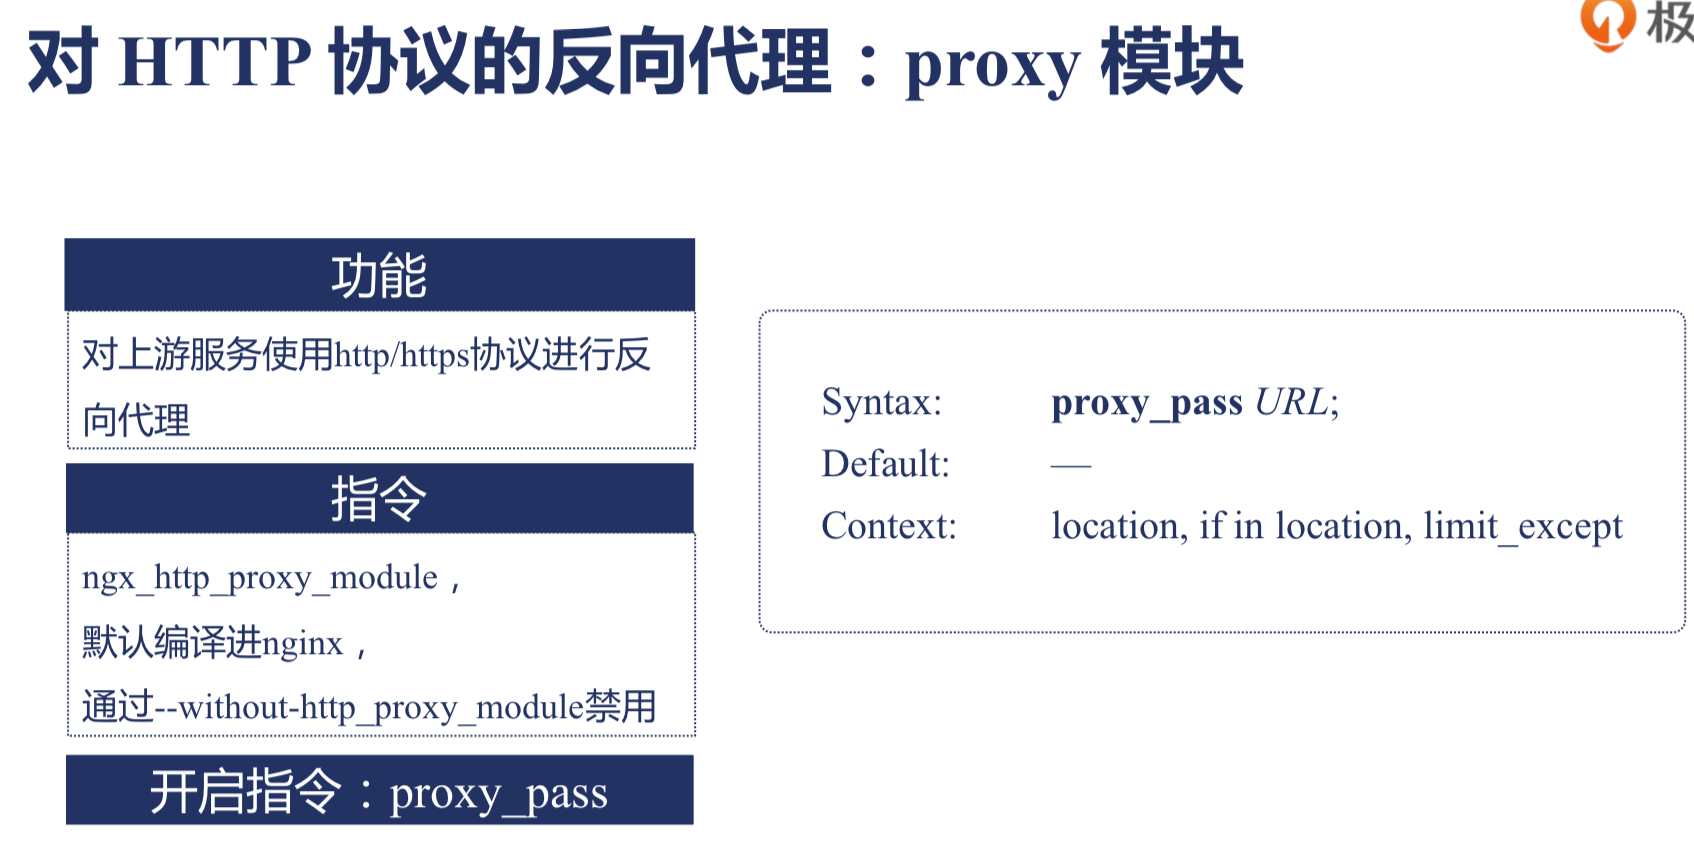 对 HTTP 协议的反向代理：proxy 模块
极
功能
对上游服务使用http/https协议进行反
向代理
指令
ngx_http_proxy_module，
默认编译进nginx，
通过--without-http_proxy_module禁用
开启指令：proxy_pass
Syntax: proxy_pass URL;
Default: —
Context: location, if in location, limit_except